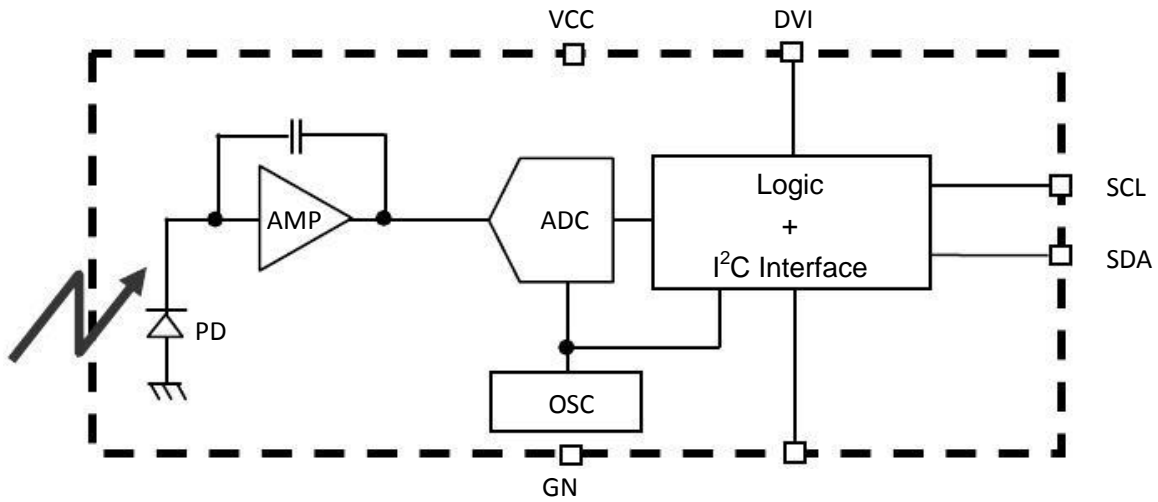 VCC
DVI
AMP
ADC
Logic
+
I²C Interface
SCL
SDA
PD
OSC
GN